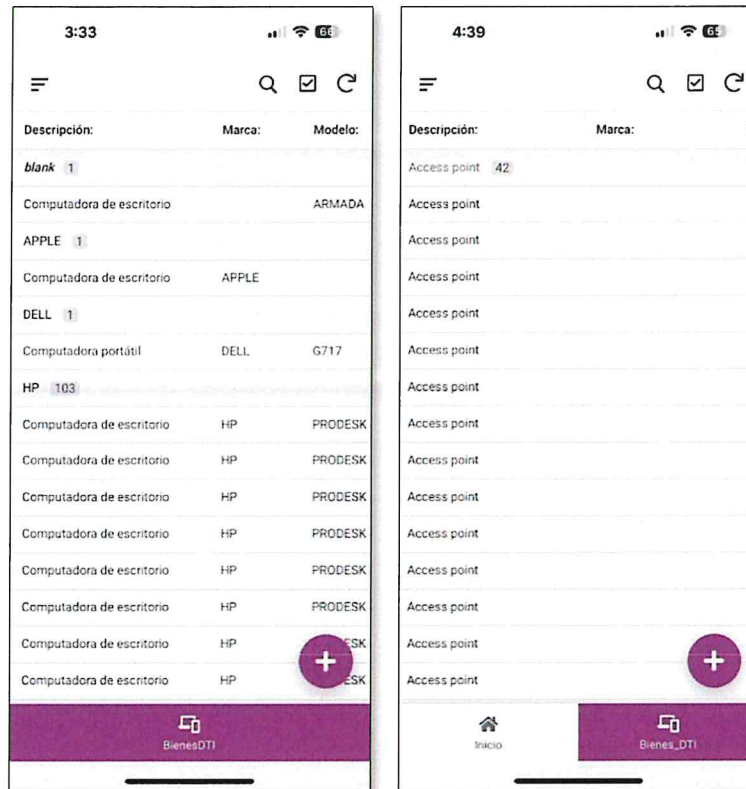 3:33
66
Descripción: Marca: Modelo:
blank 1
Computadora de escritorio ARMADA
APPLE 1
Computadora de escritorio APPLE
DELL 1
Computadora portátil DELL G717
HP 103
Computadora de escritorio HP PRODESK
Computadora de escritorio HP PRODESK
Computadora de escritorio HP PRODESK
Computadora de escritorio HP PRODESK
Computadora de escritorio HP PRODESK
Computadora de escritorio HP PRODESK
Computadora de escritorio HP ESK
Computadora de escritorio HP ESK
BienesDTI
4:39
65
Descripción: Marca:
Access point 42
Access point
Access point
Access point
Access point
Access point
Access point
Access point
Access point
Access point
Access point
Access point
Access point
Access point
Access point
Inicio Bienes_DTI